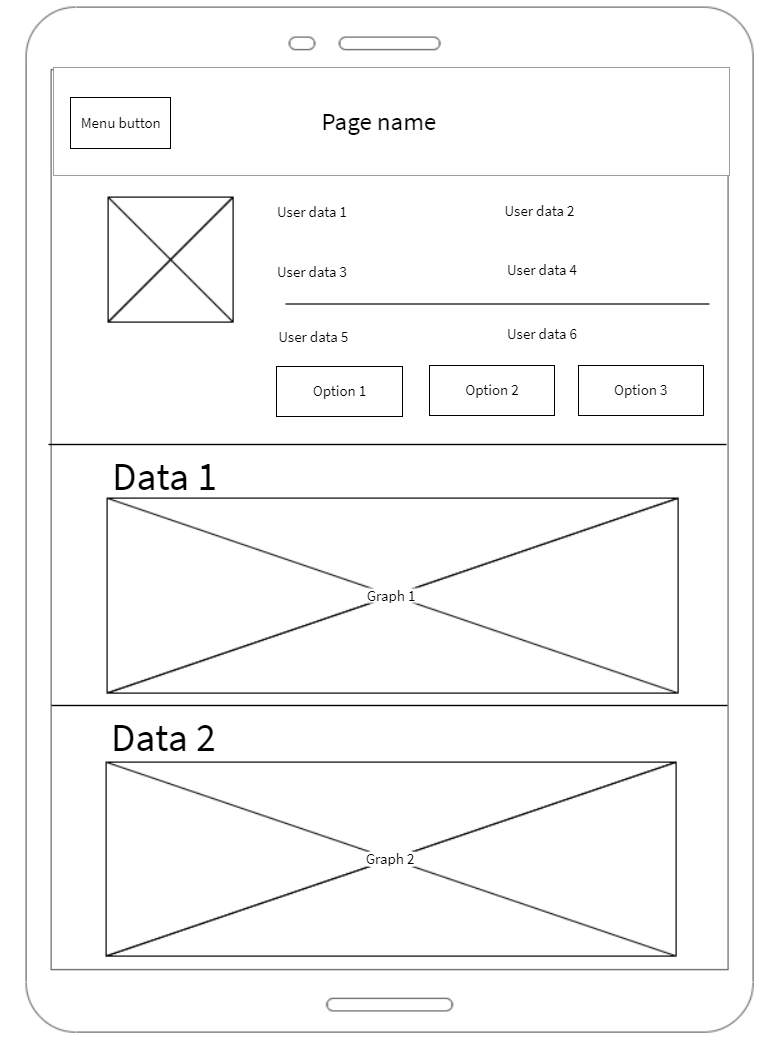 Menu button
Page name
User data 1
User data 2
User data 3
User data 4
User data 5
User data 6
Option 1
Option 2
Option 3
Data 1
Graph 1
Data 2
Graph 2